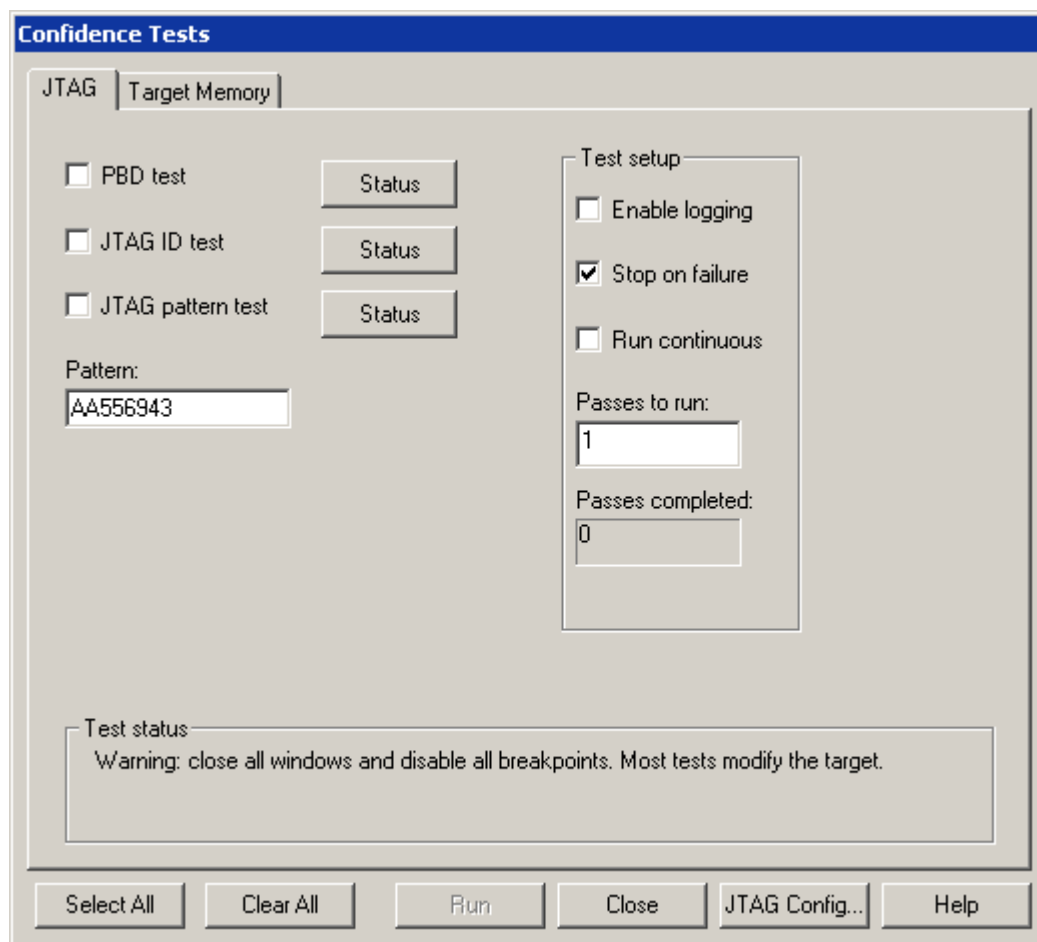 Confidence Tests
JTAG
Target Memory
PBD test
Status
JTAG ID test
Status
JTAG pattern test
Status
Pattern:
AA556943
Test setup
Enable logging
Stop on failure
Run continuous
Passes to run:
1
Passes completed:
0
Test status
Warning: close all windows and disable all breakpoints. Most tests modify the target.
Select All
Clear All
Run
Close
JTAG Config...
Help